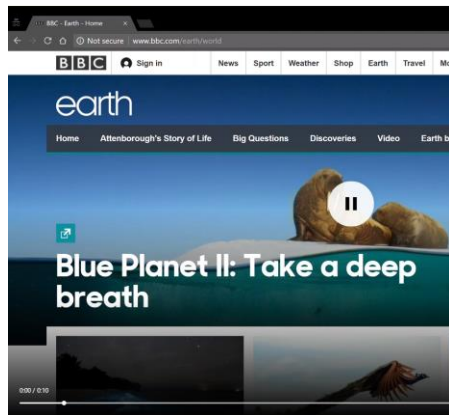 BBC - Earth - Home
Not secure www.bbc.com/earth/world
BBC Sign in News Sport Weather Shop Earth Travel Mo
earth
Home Attenborough's Story of Life Big Questions Discoveries Video Earth b
Blue Planet II: Take a deep
breath
0:00 / 0:10